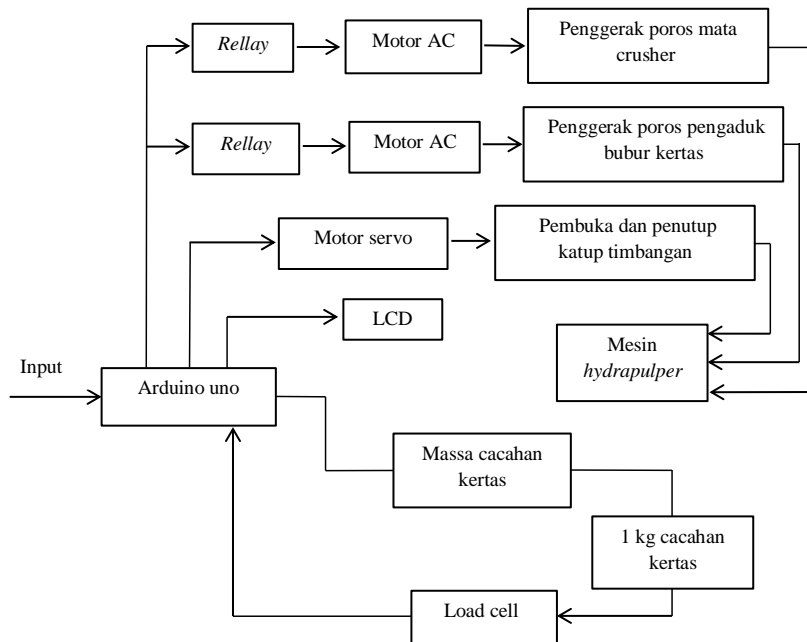 Rellay
Motor AC
Penggerak poros mata
crusher
Rellay
Motor AC
Penggerak poros pengaduk
bubur kertas
Motor servo
Pembuka dan penutup
katup timbangan
LCD
Mesin
hydrapulper
Input
Arduino uno
Massa cacahan
kertas
1 kg cacahan
kertas
Load cell